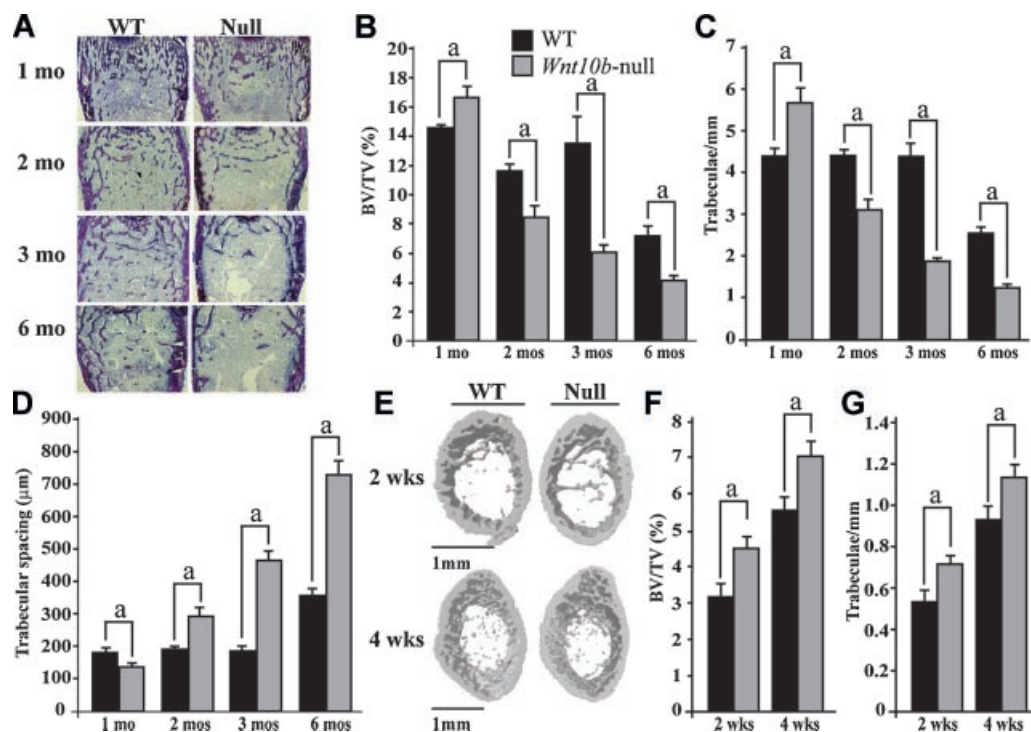 A
WT Null
1 mo
2 mo
3 mo
6 mo
B
WT
Wnt10b-null
BV/TV (%)
20
18
16
14
12
10
8
6
4
2
0
a
a
a
a
1 mo 2 mos 3 mos 6 mos
C
Trabeculae/mm
7
6
5
4
3
2
1
0
a
a
a
a
1 mo 2 mos 3 mos 6 mos
D
Trabecular spacing (μm)
900
800
700
600
500
400
300
200
100
0
a
a
a
a
1 mo 2 mos 3 mos 6 mos
E
WT Null
2 wks
1mm
4 wks
1mm
F
BV/TV (%)
8
7
6
5
4
3
2
1
0
a
a
2 wks 4 wks
G
Trabeculae/mm
1.4
1.2
1.0
0.8
0.6
0.4
0.2
0.0
a
a
2 wks 4 wks